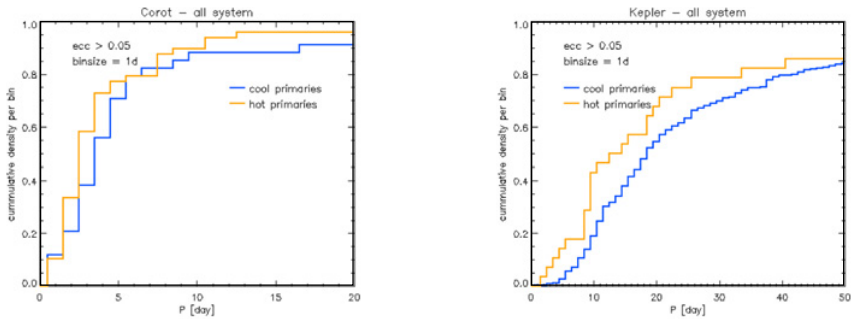 Corot - all system
cummulative density per bin
1.0
0.8
0.6
0.4
0.2
0.0
ecc > 0.05
binsize = 1d
cool primaries
hot primaries
0
5
10
15
20
P [day]
Kepler - all system
cummulative density per bin
1.0
0.8
0.6
0.4
0.2
0.0
ecc > 0.05
binsize = 1d
cool primaries
hot primaries
0
10
20
30
40
50
P [day]